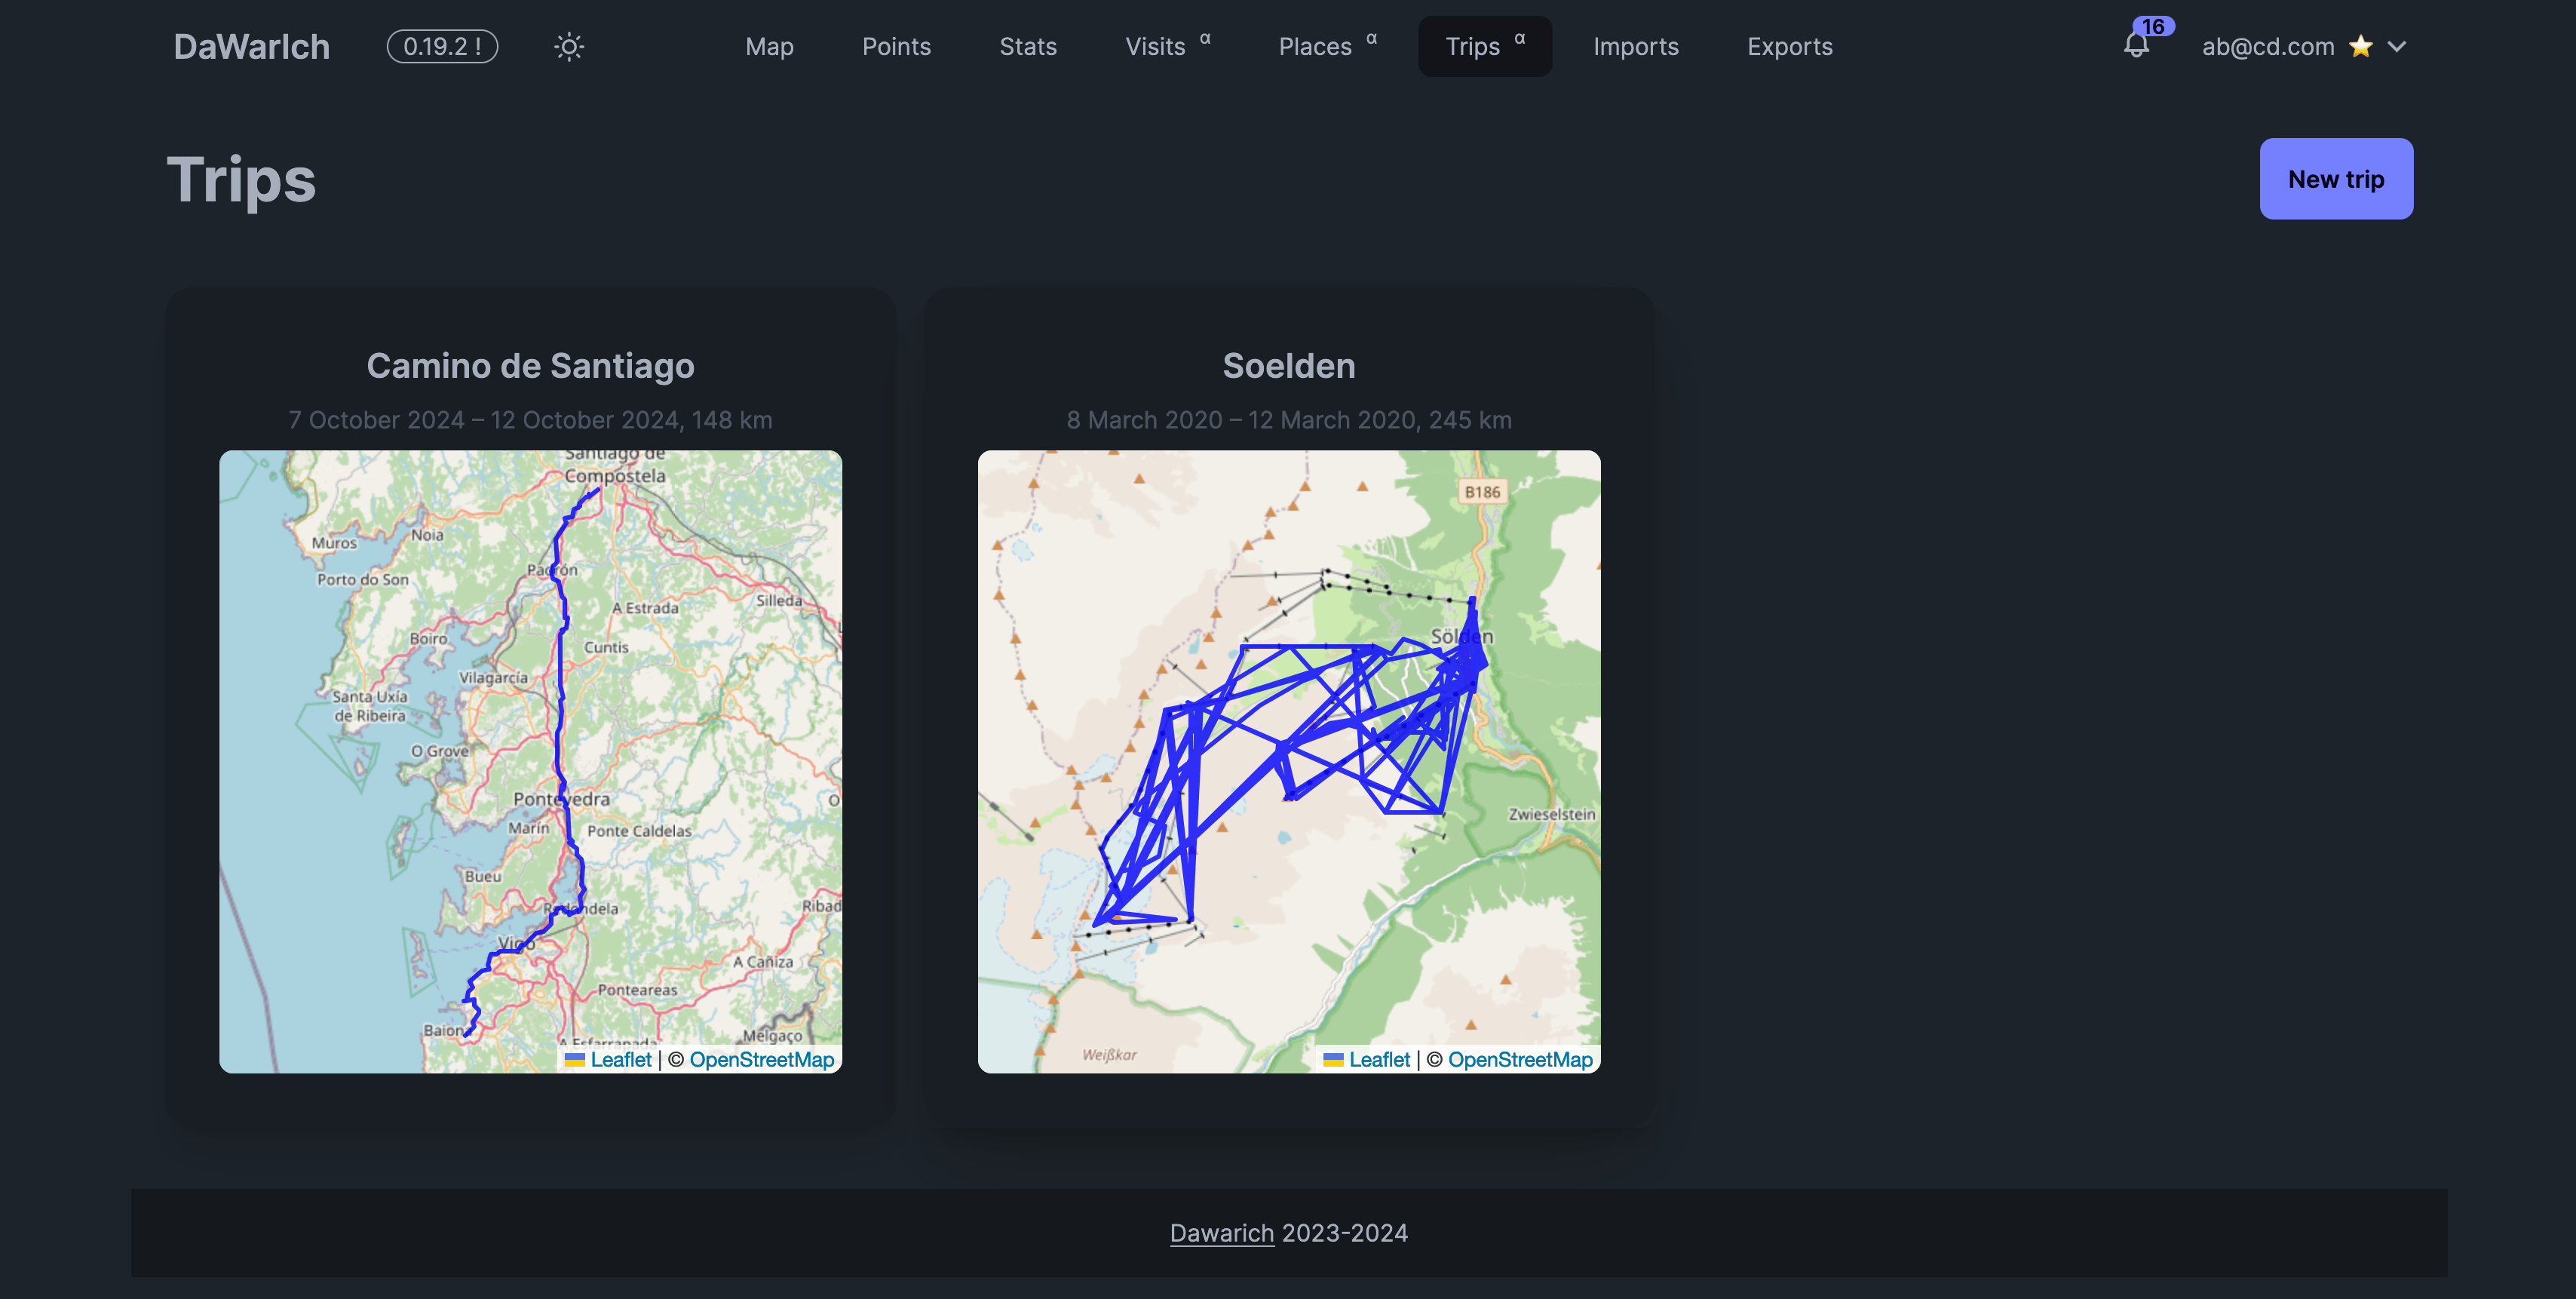 DaWarIch 0.19.2 ! Map Points Stats Visits α Places α Trips α Imports Exports 16 ab@cd.com
Trips
New trip
Camino de Santiago
7 October 2024 – 12 October 2024, 148 km
Santiago de
Compostela
Noia
Muros
Padrón
Porto do Son
Silleda
A Estrada
Boiro
Cuntis
Vilagarcía
Santa Uxía
de Ribeira
O Grove
Pontevedra
Marín
Ponte Caldelas
Bueu
Redondela
Ribad
Vigo
A Cañiza
Ponteareas
Baiona
Melgaço
A Esfarrapada
Leaflet | © OpenStreetMap
Soelden
8 March 2020 – 12 March 2020, 245 km
B186
Sölden
Zwieselstein
Weißkar
Leaflet | © OpenStreetMap
Dawarich 2023-2024